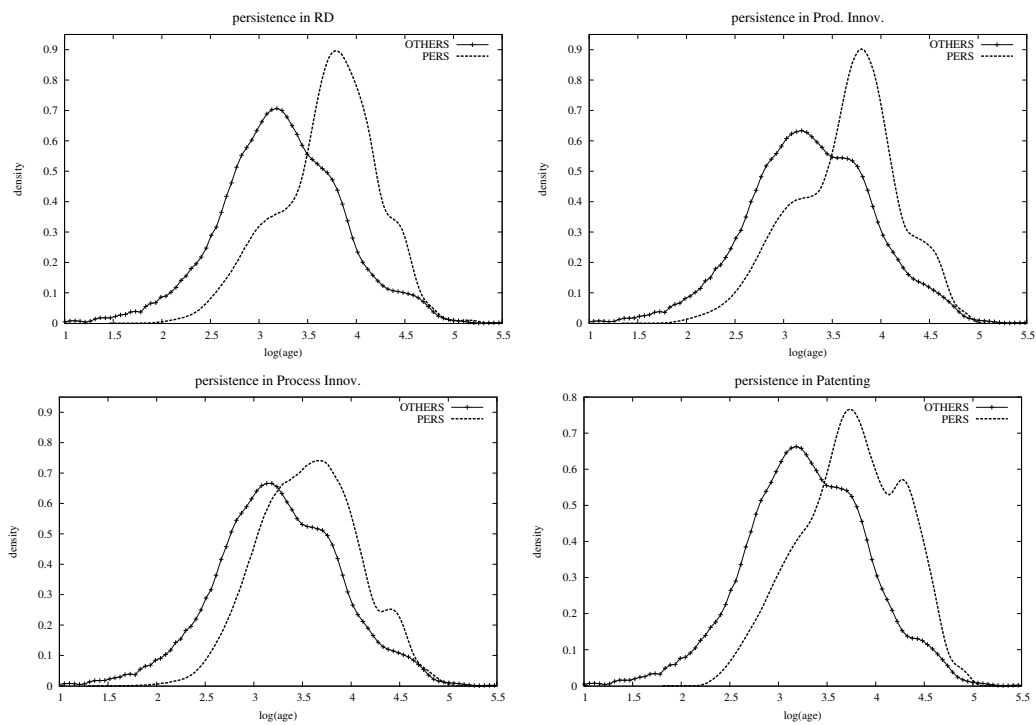 persistence in RD
OTHERS
PERS
0.9
0.8
0.7
0.6
0.5
0.4
0.3
0.2
0.1
0
density
1 1.5 2 2.5 3 3.5 4 4.5 5 5.5
log(age)
persistence in Prod. Innov.
OTHERS
PERS
0.9
0.8
0.7
0.6
0.5
0.4
0.3
0.2
0.1
0
density
1 1.5 2 2.5 3 3.5 4 4.5 5 5.5
log(age)
persistence in Process Innov.
OTHERS
PERS
0.9
0.8
0.7
0.6
0.5
0.4
0.3
0.2
0.1
0
density
1 1.5 2 2.5 3 3.5 4 4.5 5 5.5
log(age)
persistence in Patenting
OTHERS
PERS
0.8
0.7
0.6
0.5
0.4
0.3
0.2
0.1
0
density
1 1.5 2 2.5 3 3.5 4 4.5 5 5.5
log(age)